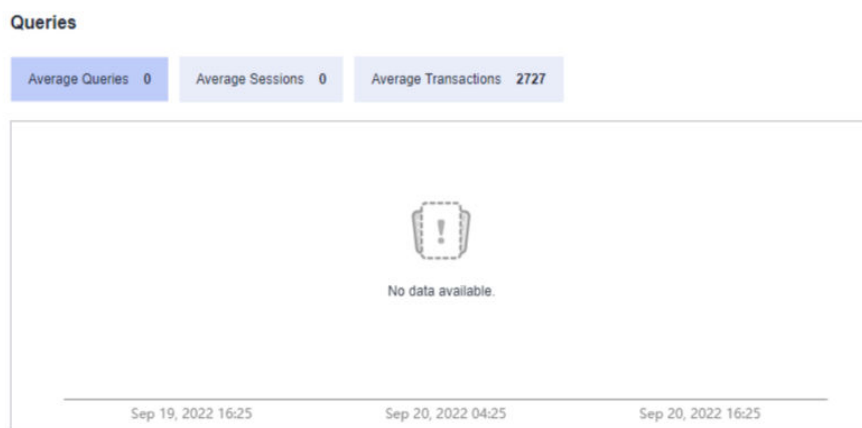 Queries
Average Queries 0 Average Sessions 0 Average Transactions 2727
!
No data available.
Sep 19, 2022 16:25 Sep 20, 2022 04:25 Sep 20, 2022 16:25